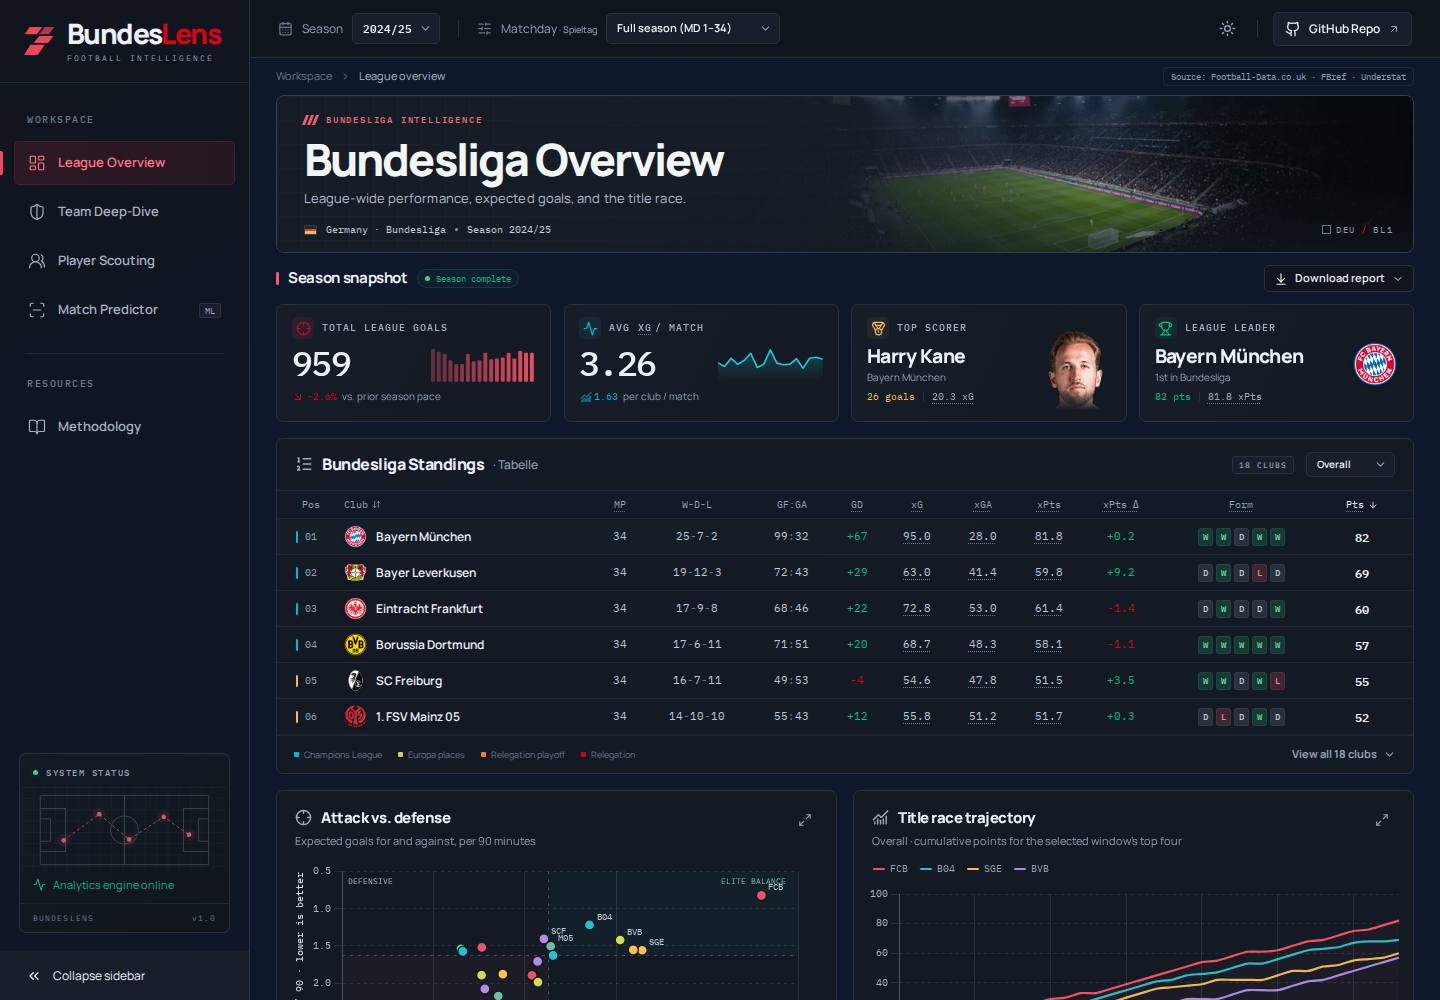 BundesLens
FOOTBALL INTELLIGENCE
WORKSPACE
League Overview
Team Deep-Dive
Player Scouting
Match Predictor ML
RESOURCES
Methodology
SYSTEM STATUS
Analytics engine online
BUNDESLENS v1.0
Collapse sidebar
Season 2024/25 Matchday · Spieltag Full season (MD 1–34) GitHub Repo
Workspace League overview Source: Football-Data.co.uk · FBref · Understat
BUNDESLIGA INTELLIGENCE
Bundesliga Overview
League-wide performance, expected goals, and the title race.
Germany · Bundesliga • Season 2024/25 DEU / BL1
Season snapshot Season complete Download report
TOTAL LEAGUE GOALS
959
-2.6% vs. prior season pace
AVG XG / MATCH
3.26
1.63 per club / match
TOP SCORER
Harry Kane
Bayern München
26 goals 20.3 xG
LEAGUE LEADER
Bayern München
1st in Bundesliga
82 pts 81.8 xPts
FC BAYERN MÜNCHEN
Bundesliga Standings · Tabelle 18 CLUBS Overall
Pos Club MP W-D-L GF:GA GD xG xGA xPts xPts Δ Form Pts
01 Bayern München 34 25-7-2 99:32 +67 95.0 28.0 81.8 +0.2 W W D W W 82
02 Bayer Leverkusen 34 19-12-3 72:43 +29 63.0 41.4 59.8 +9.2 D W D L D 69
03 Eintracht Frankfurt 34 17-9-8 68:46 +22 72.8 53.0 61.4 -1.4 D W D D W 60
04 BVB 09 Borussia Dortmund 34 17-6-11 71:51 +20 68.7 48.3 58.1 -1.1 W W W W W 57
05 SC Freiburg 34 16-7-11 49:53 -4 54.6 47.8 51.5 +3.5 W W D W L 55
06 1. FSV Mainz 05 34 14-10-10 55:43 +12 55.8 51.2 51.7 +0.3 D L D W D 52
Champions League Europa places Relegation playoff Relegation View all 18 clubs
Attack vs. defense
Expected goals for and against, per 90 minutes
DEFENSIVE ELITE BALANCE
0.5
1.0
1.5
2.0
90 · lower is better
FCB
B04
SCF
M05
BVB
SGE
Title race trajectory
Overall · cumulative points for the selected window's top four
FCB B04 SGE BVB
100
80
60
40